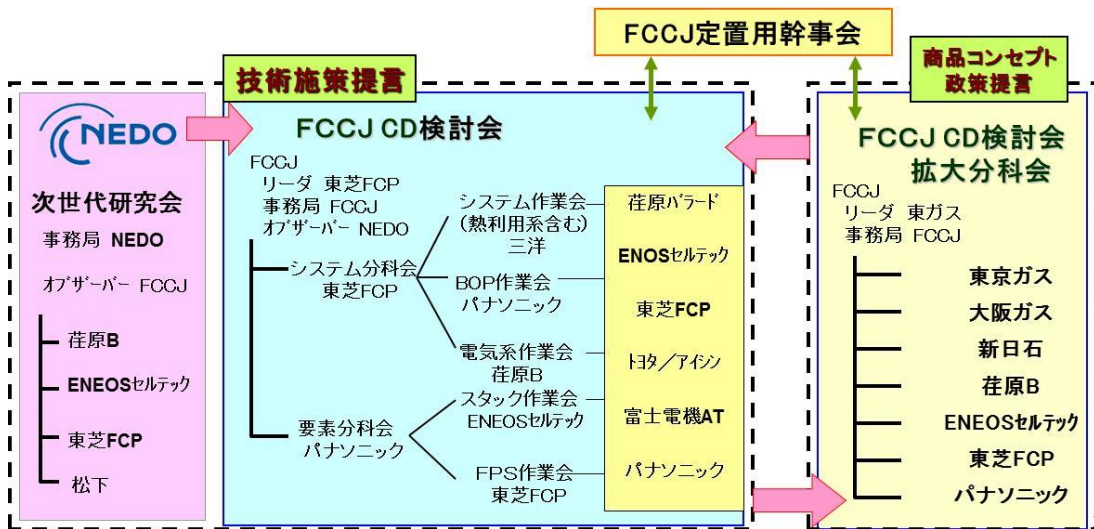 FCCJ定置用幹事会
技術施策提言
商品コンセプト
政策提言
NEDO
次世代研究会
事務局 NEDO
オブザーバー FCCJ
荏原B
ENEOSセルテック
東芝FCP
松下
FCCJ CD検討会
FCCJ
リーダ 東芝FCP
事務局 FCCJ
オブザーバー NEDO
システム分科会
東芝FCP
要素分科会
パナソニック
システム作業会
(熱利用系含む)
三洋
BOP作業会
パナソニック
電気系作業会
荏原B
スタック作業会
ENEOSセルテック
FPS作業会
東芝FCP
荏原バラード
ENOSセルテック
東芝FCP
トヨタ/アイシン
富士電機AT
パナソニック
FCCJ CD検討会
拡大分科会
FCCJ
リーダ 東ガス
事務局 FCCJ
東京ガス
大阪ガス
新日石
荏原B
ENEOSセルテック
東芝FCP
パナソニック